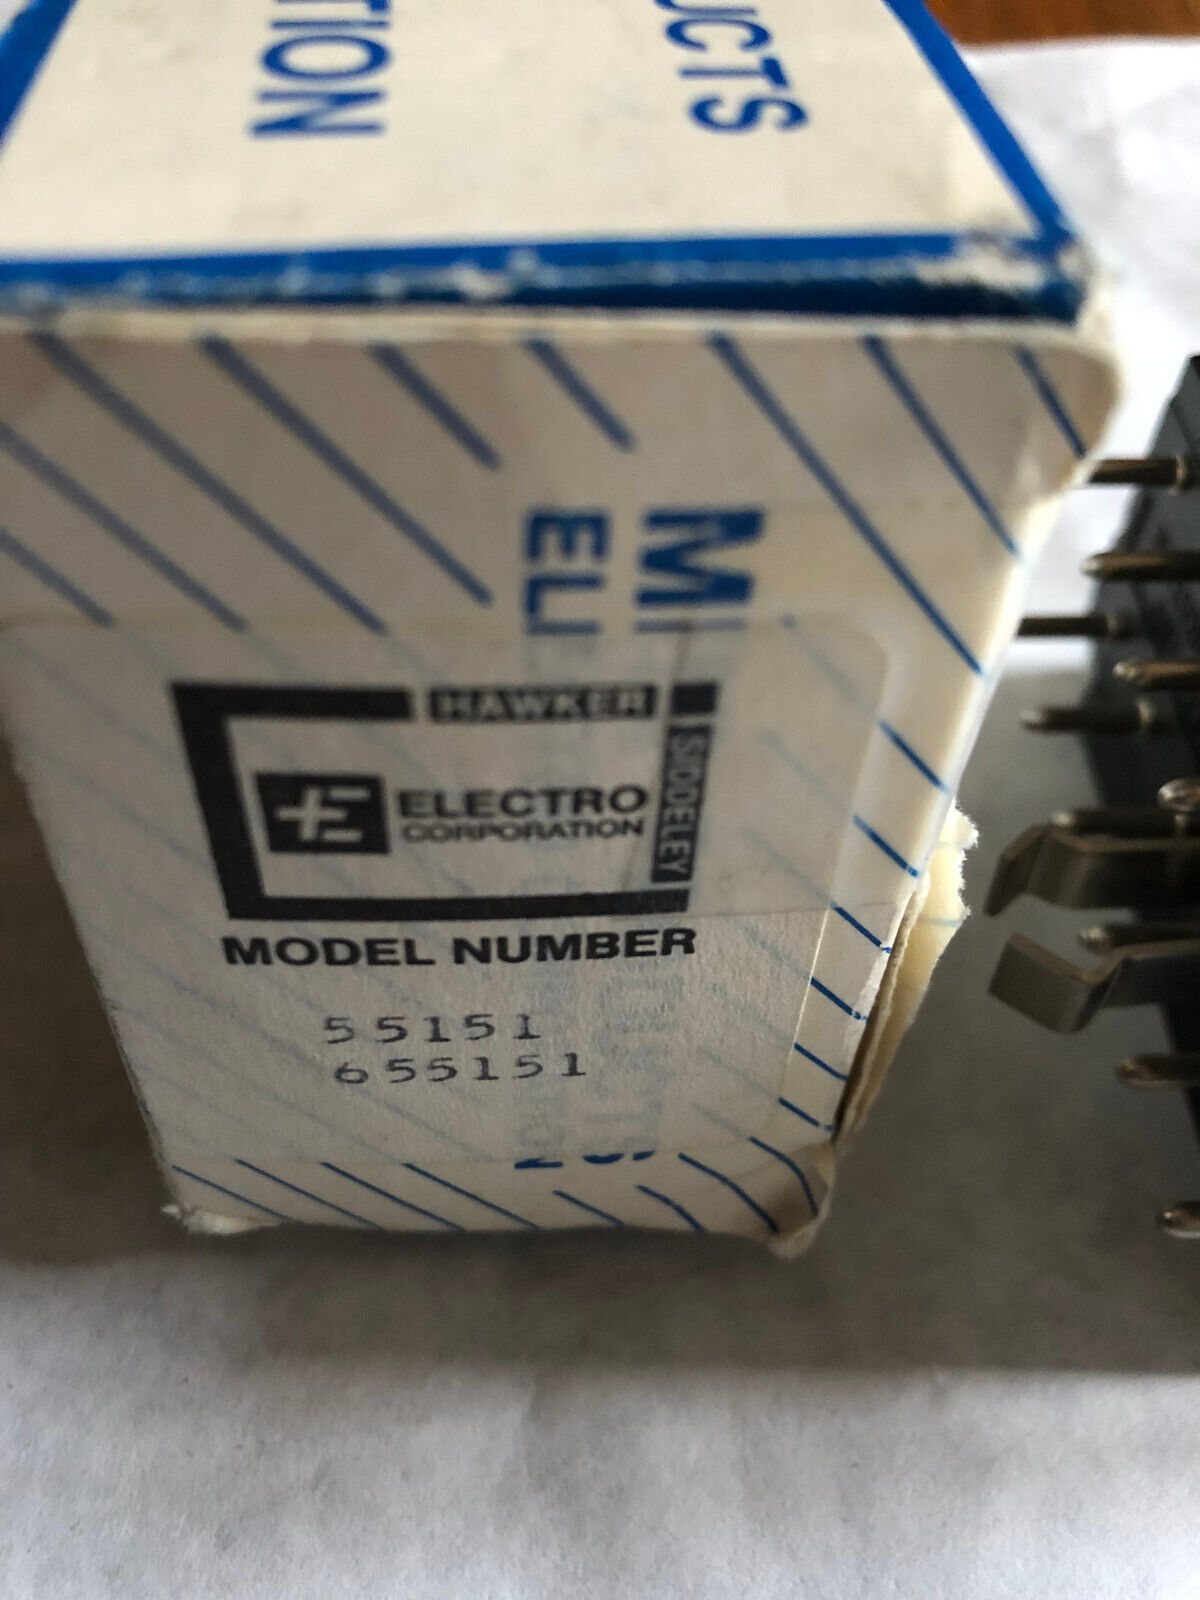 TION
UCTS
M
EL
HAWKER
SIDDELEY
ELECTRO
CORPORATION
MODEL NUMBER
55151
655151